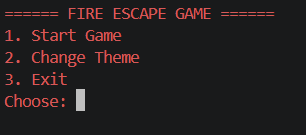 ====== FIRE ESCAPE GAME ======
1. Start Game
2. Change Theme
3. Exit
Choose: